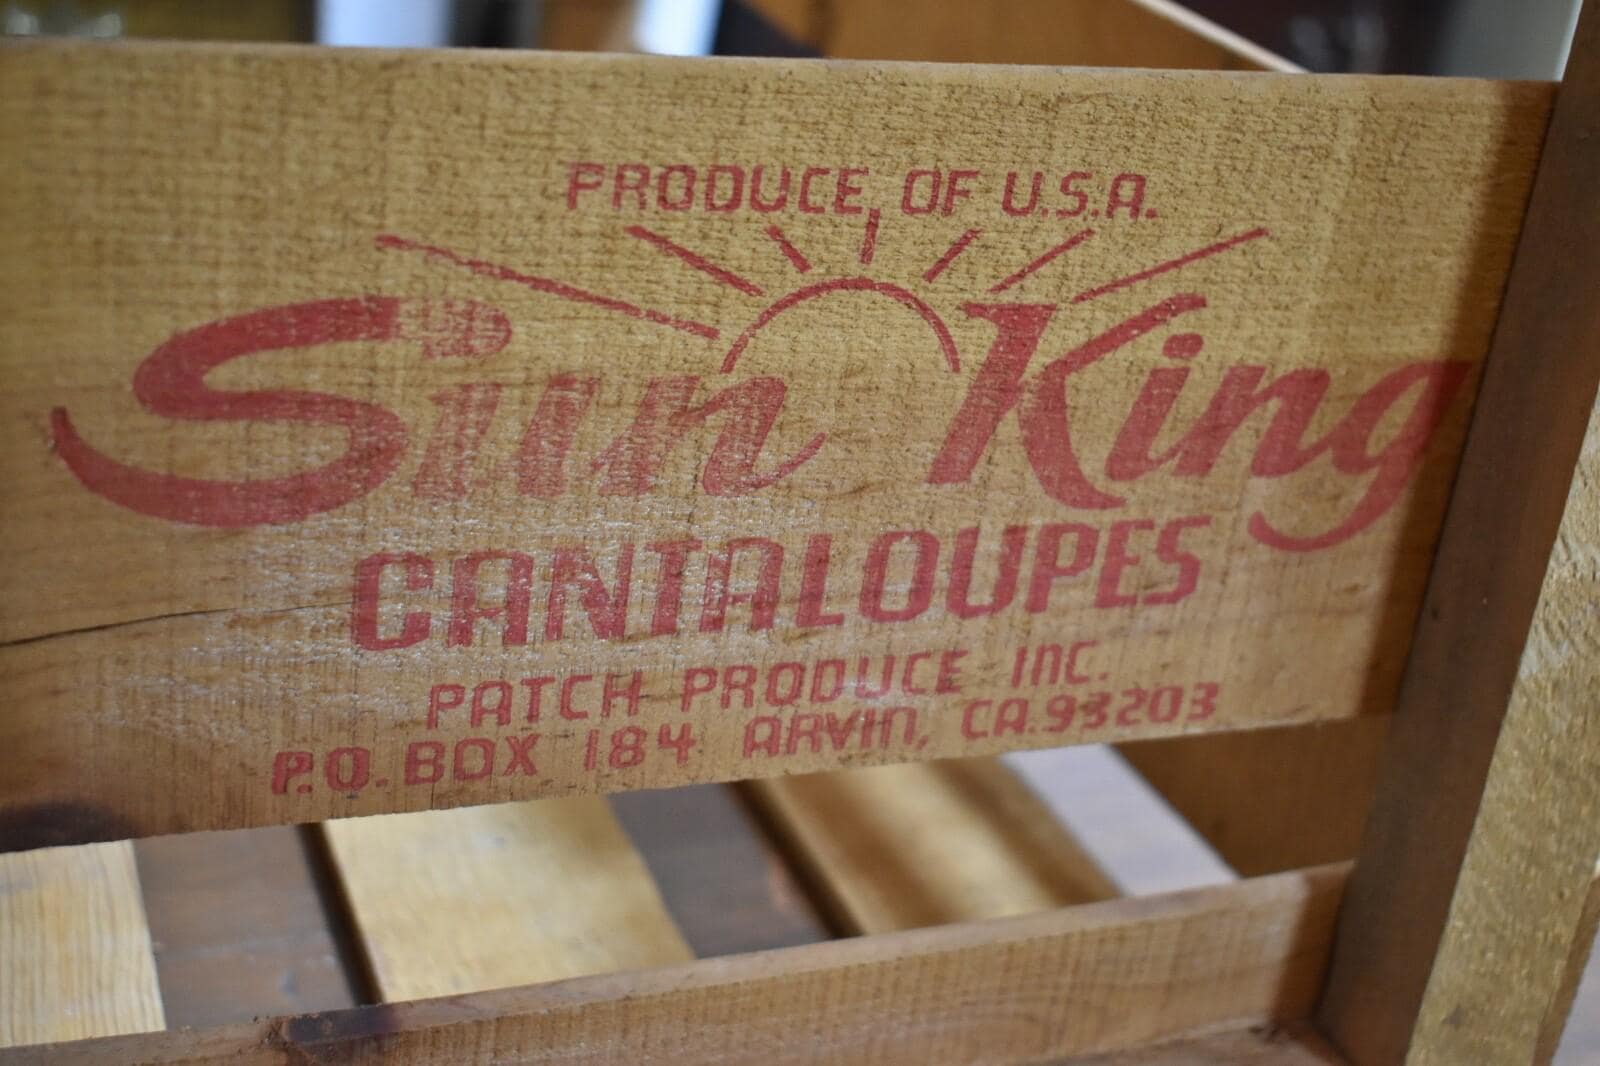 PRODUCE OF U.S.A.
Sun King
CANTALOUPES
PATCH PRODUCE INC.
P.O. BOX 184 ARVIN, CA. 93203